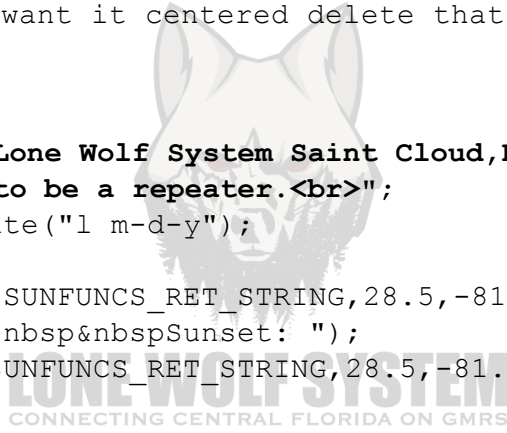 want it centered delete that
Lone Wolf System Saint Cloud,
to be a repeater.<br>";
te("l m-d-y");
SUNFUNCS_RET_STRING,28.5,-81
nbsp&nbspSunset: ");
SUNFUNCS_RET_STRING,28.5,-81.
LONE WOLF SYSTEM
CONNECTING CENTRAL FLORIDA ON GMRS